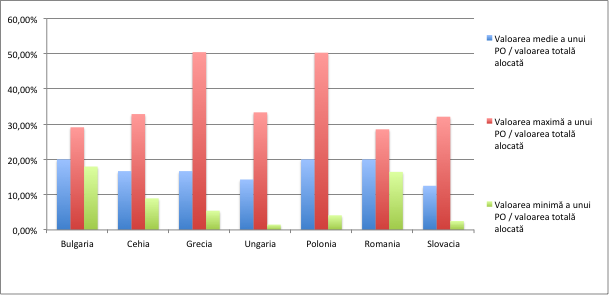 60,00%
50,00%
40,00%
30,00%
20,00%
10,00%
0,00%
Bulgaria Cehia Grecia Ungaria Polonia Romania Slovacia
Valoarea medie a unui
PO / valoarea totală
alocată
Valoarea maximă a unui
PO / valoarea totală
alocată
Valoarea minimă a unui
PO / valoarea totală
alocată